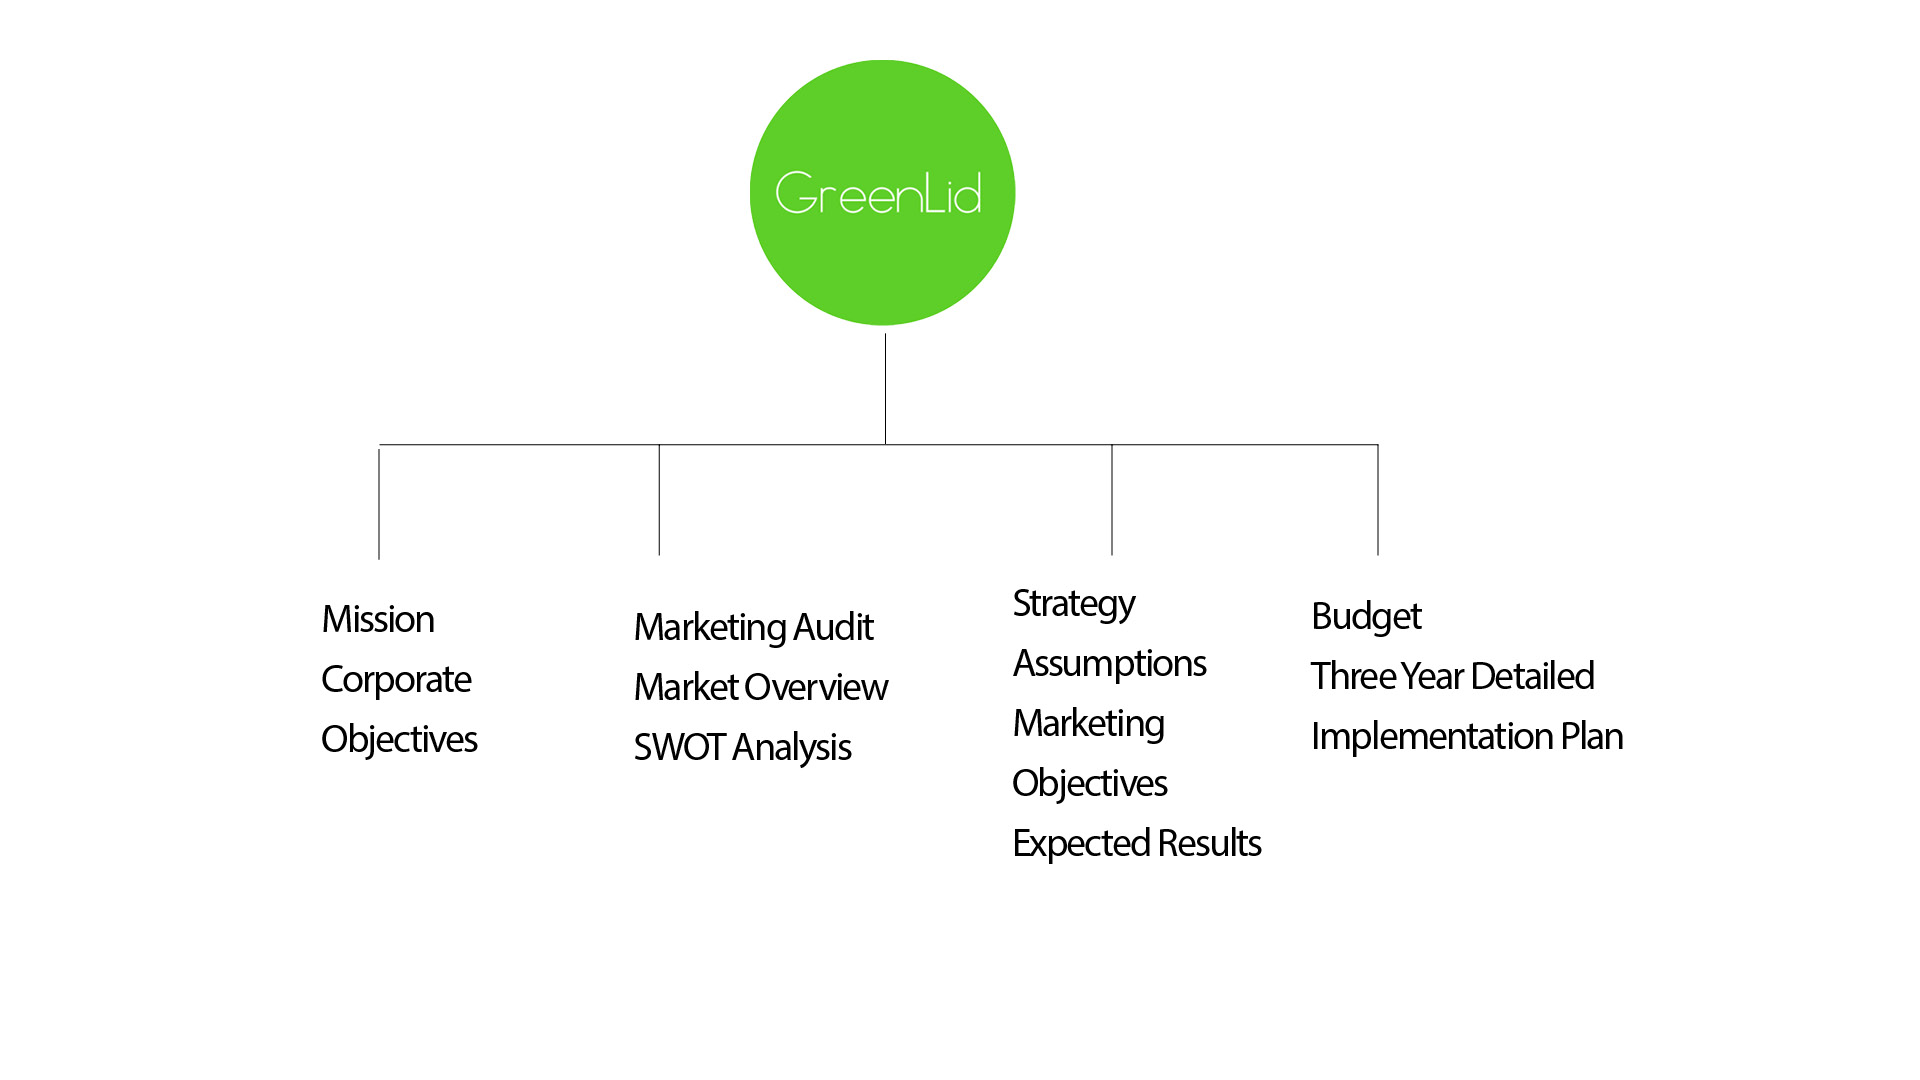 GreenLid
Mission
Corporate
Objectives
Marketing Audit
Market Overview
SWOT Analysis
Strategy
Assumptions
Marketing
Objectives
Expected Results
Budget
Three Year Detailed
Implementation Plan